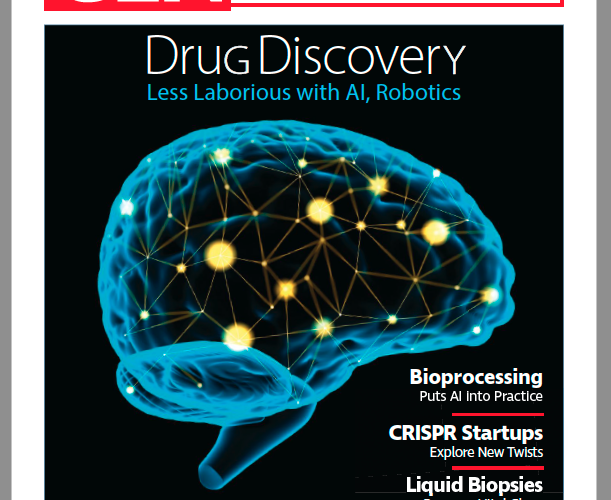 Drug Discovery
Less Laborious with AI, Robotics
Bioprocessing
Puts AI Into Practice
CRISPR Startups
Explore New Twists
Liquid Biopsies